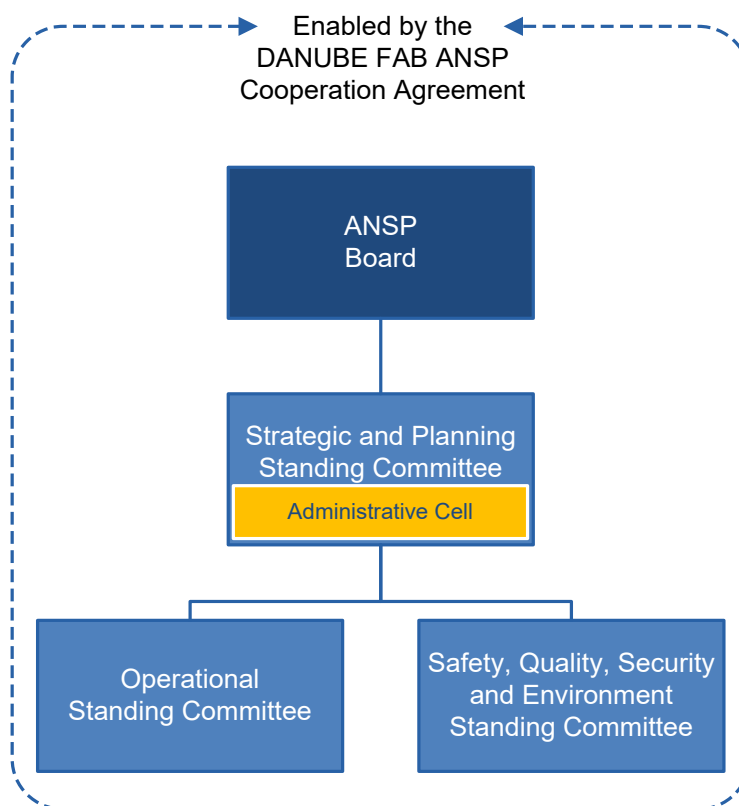 Enabled by the
DANUBE FAB ANSP
Cooperation Agreement
ANSP
Board
Strategic and Planning
Standing Committee
Administrative Cell
Operational
Standing Committee
Safety, Quality, Security
and Environment
Standing Committee